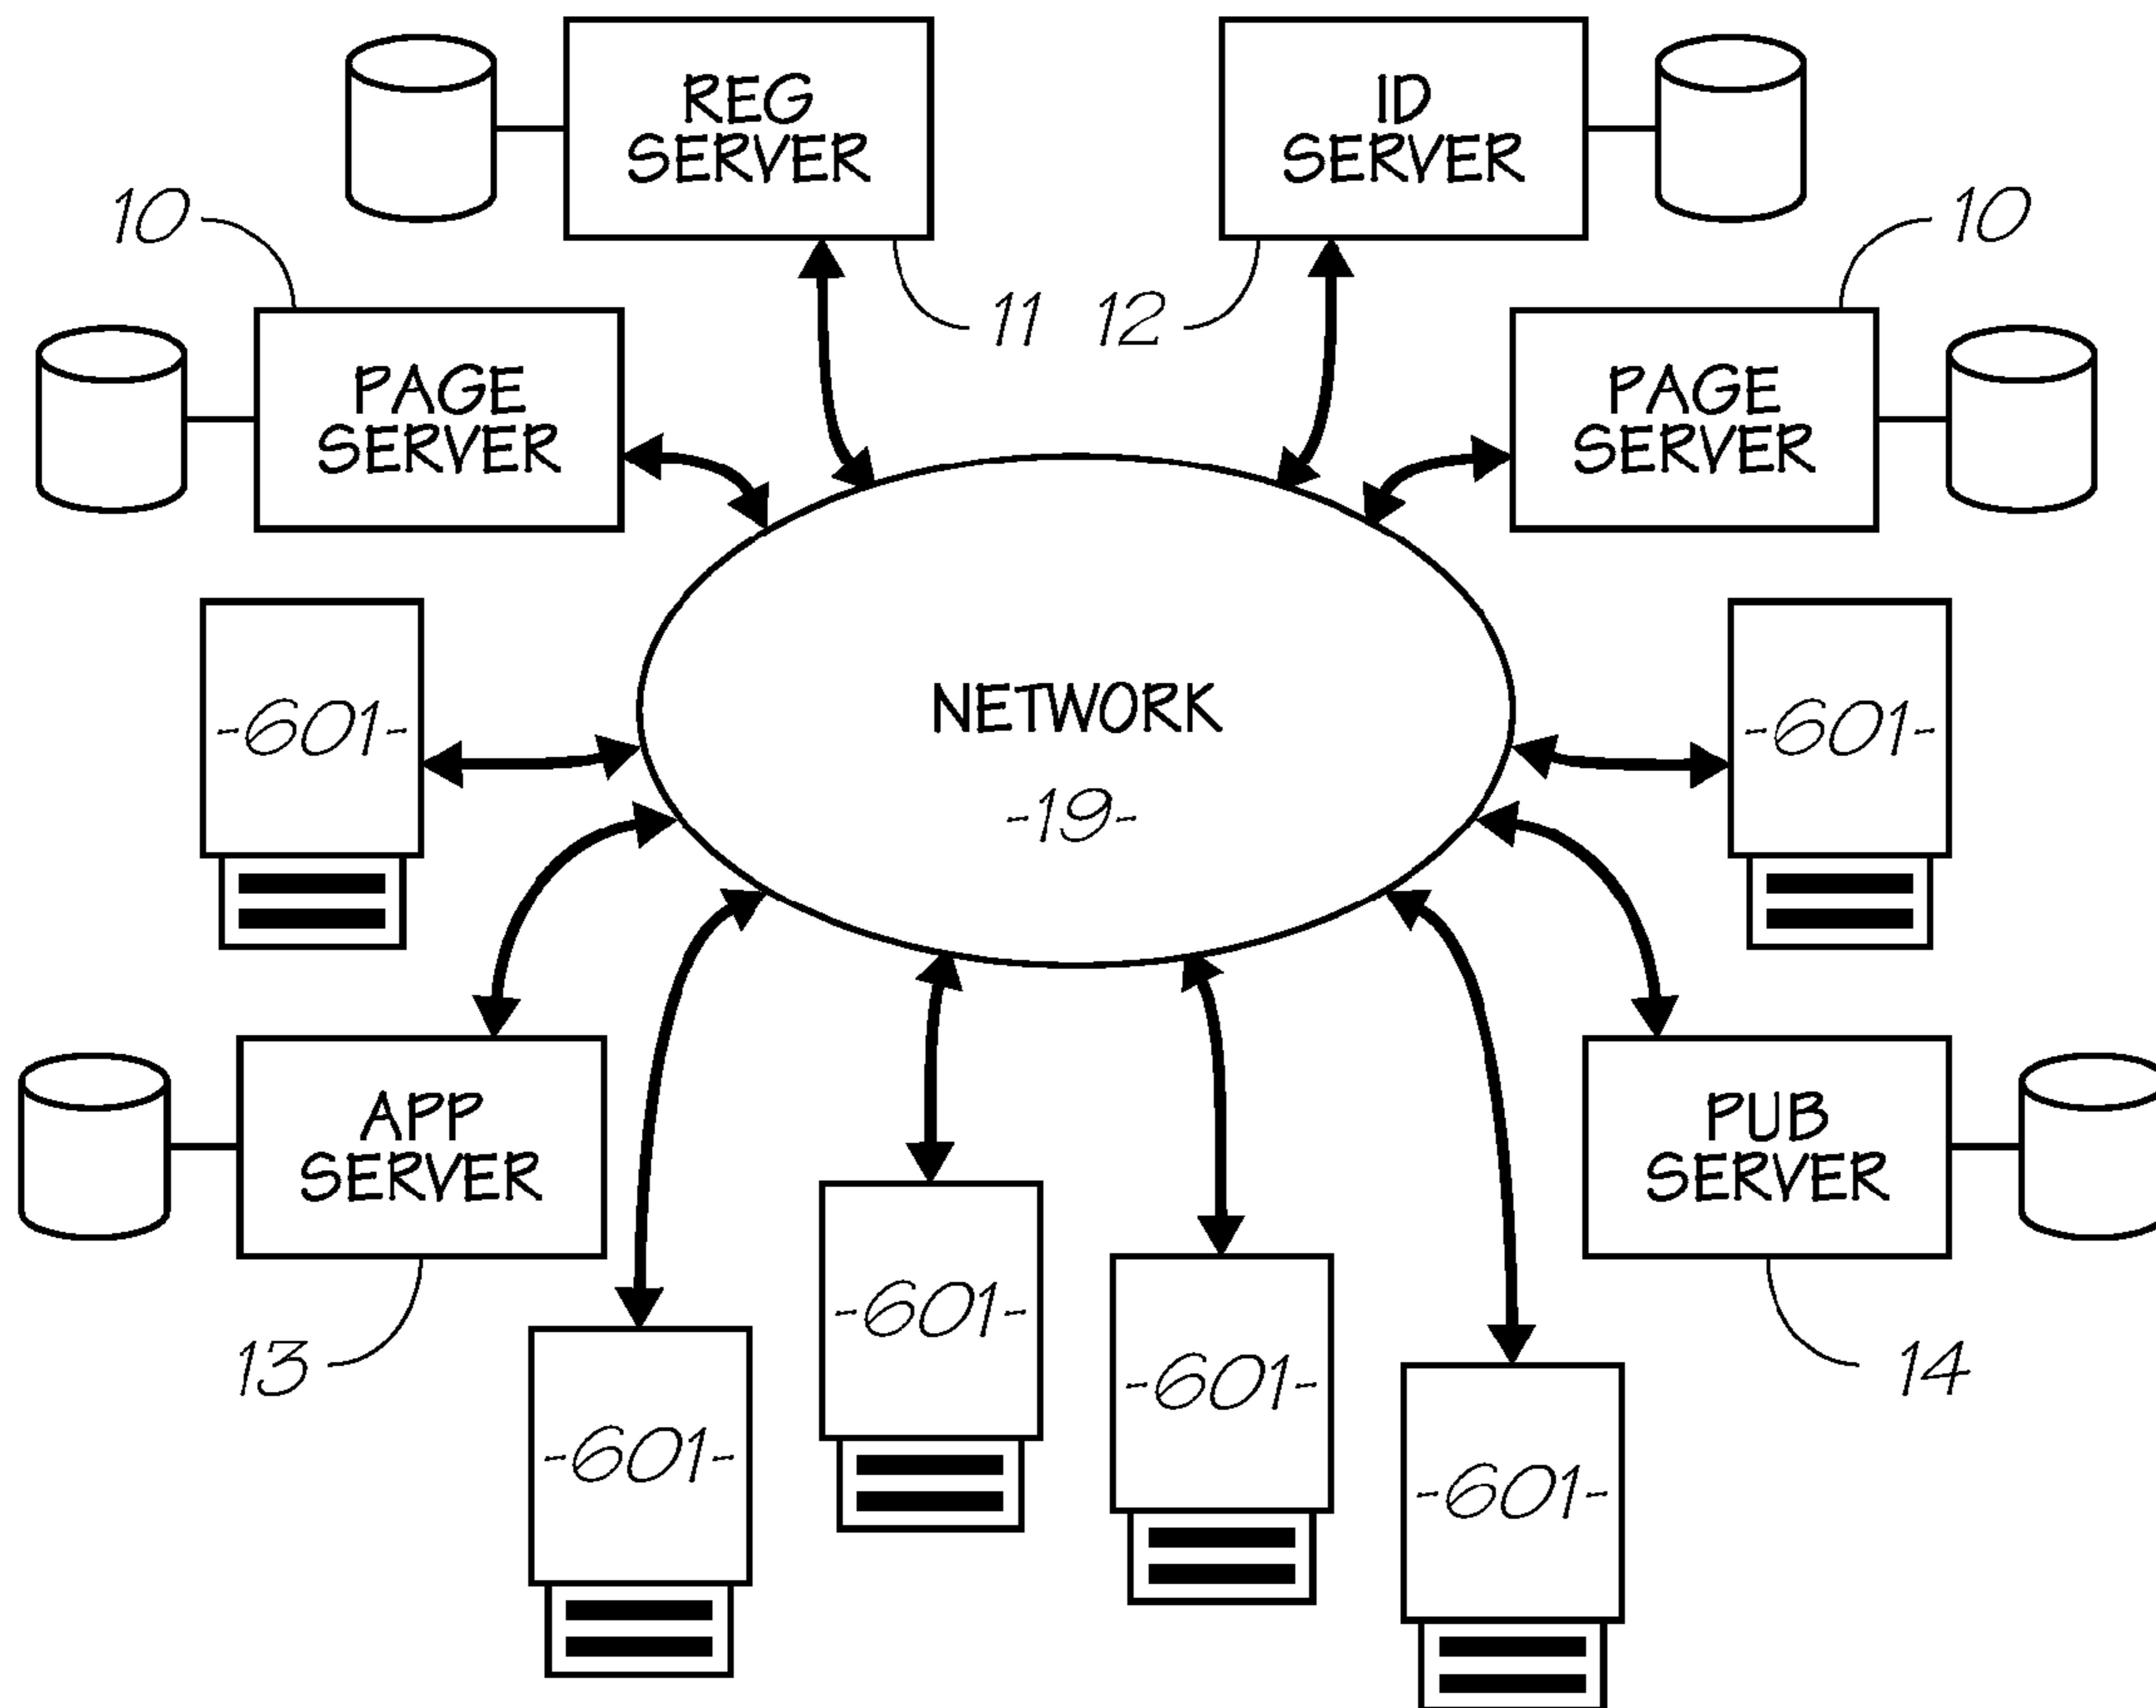 REG
SERVER
ID
SERVER
10
10
11
12
PAGE
SERVER
PAGE
SERVER
-601-
NETWORK
-19-
-601-
APP
SERVER
PUB
SERVER
13
-601-
-601-
-601-
-601-
14